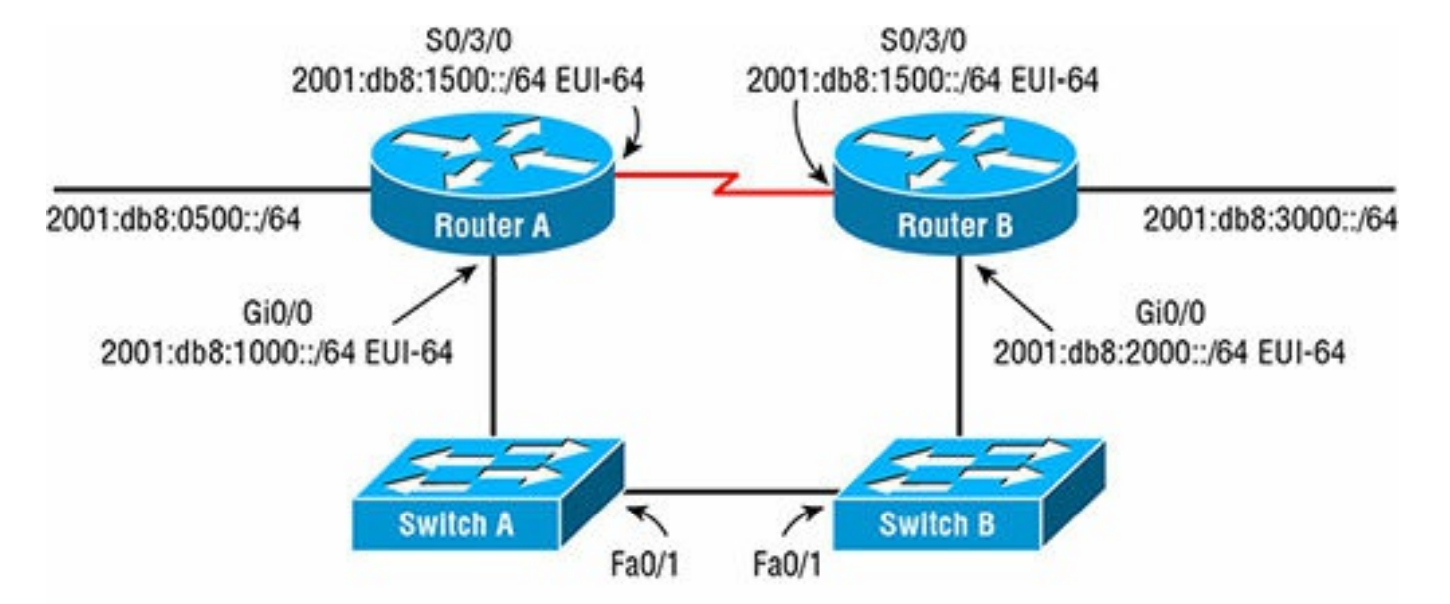 S0/3/0
2001:db8:1500::/64 EUI-64
S0/3/0
2001:db8:1500::/64 EUI-64
2001:db8:0500::/64
Router A
Router B
2001:db8:3000::/64
Gi0/0
2001:db8:1000::/64 EUI-64
Gi0/0
2001:db8:2000::/64 EUI-64
Switch A
Switch B
Fa0/1
Fa0/1